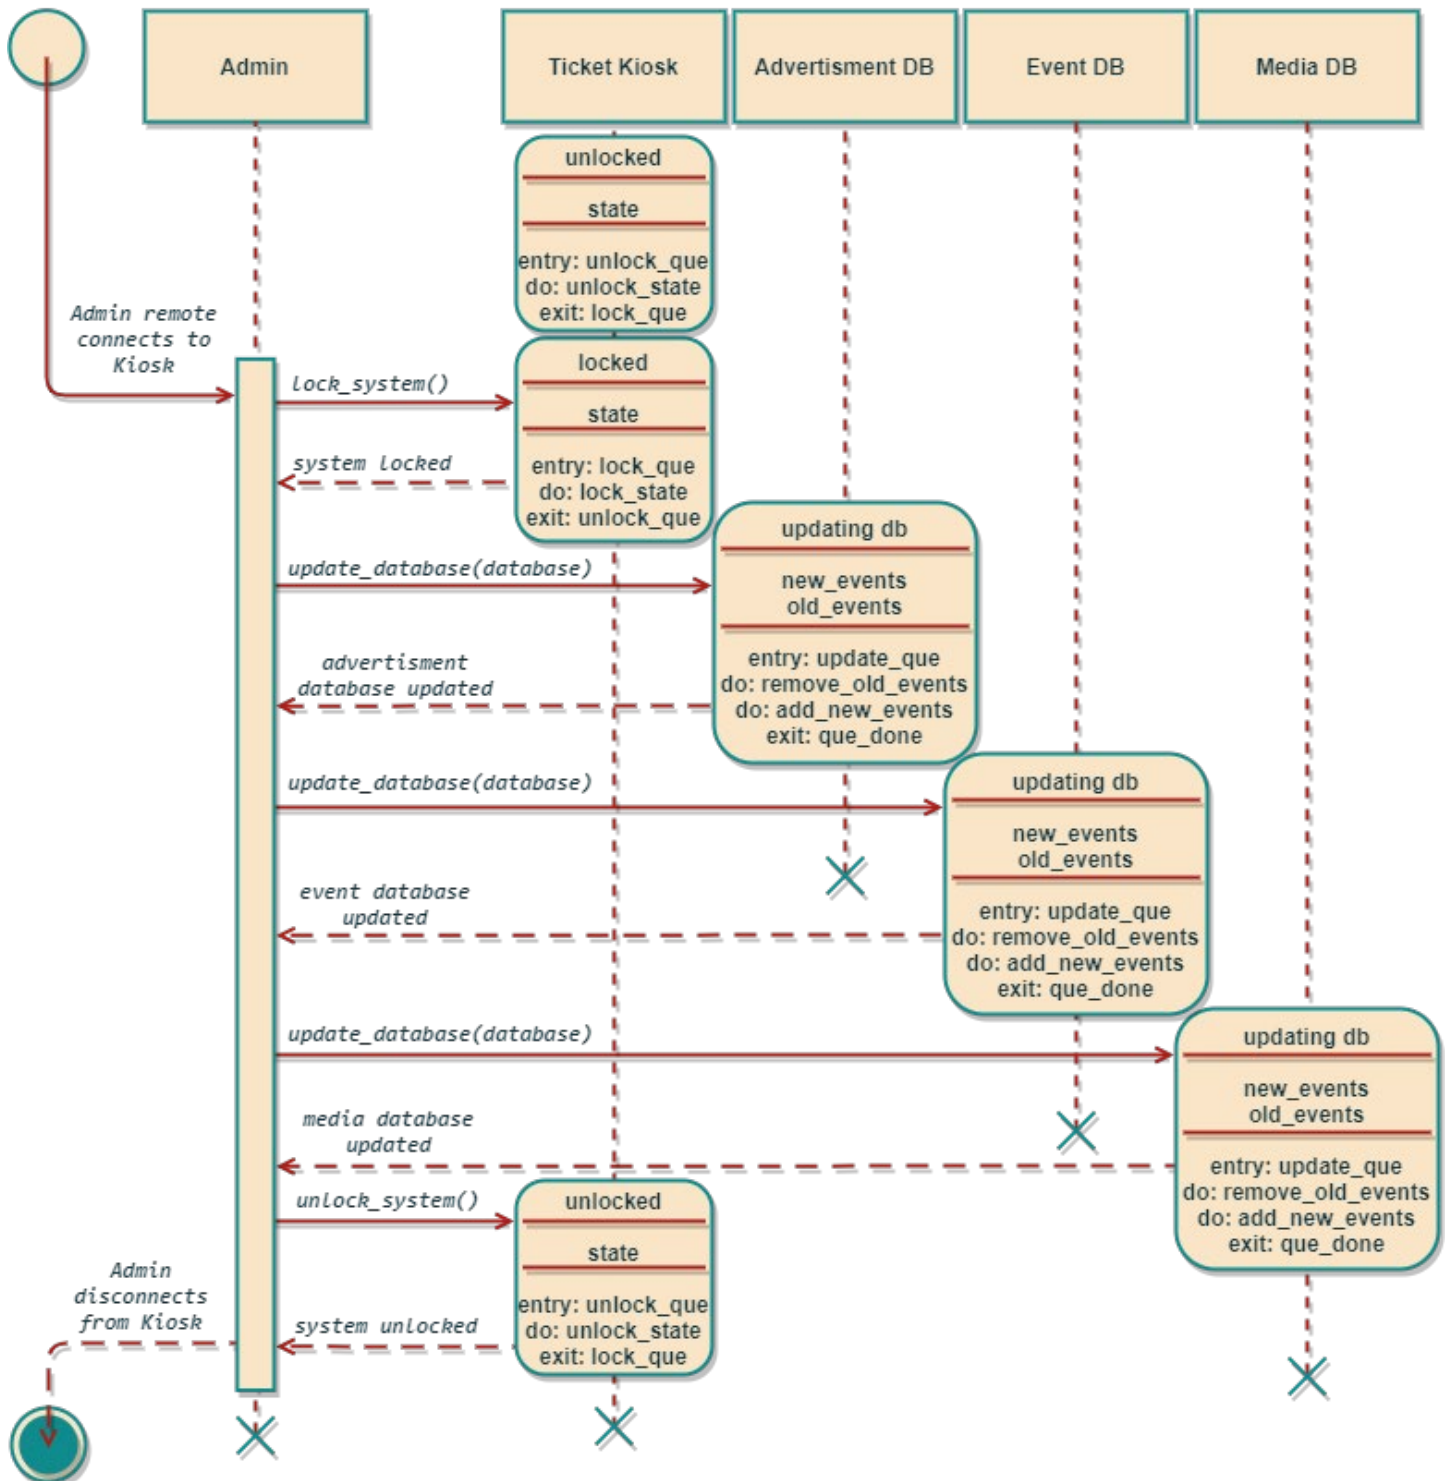 Admin
Ticket Kiosk
Advertisment DB
Event DB
Media DB
unlocked
state
entry: unlock_que
do: unlock_state
exit: lock_que
Admin remote
connects to
Kiosk
lock_system()
locked
state
entry: lock_que
do: lock_state
exit: unlock_que
system locked
update_database(database)
updating db
new_events
old_events
entry: update_que
do: remove_old_events
do: add_new_events
exit: que_done
advertisment
database updated
update_database(database)
updating db
new_events
old_events
entry: update_que
do: remove_old_events
do: add_new_events
exit: que_done
event database
updated
update_database(database)
updating db
new_events
old_events
entry: update_que
do: remove_old_events
do: add_new_events
exit: que_done
media database
updated
unlock_system()
unlocked
state
entry: unlock_que
do: unlock_state
exit: lock_que
system unlocked
Admin
disconnects
from Kiosk